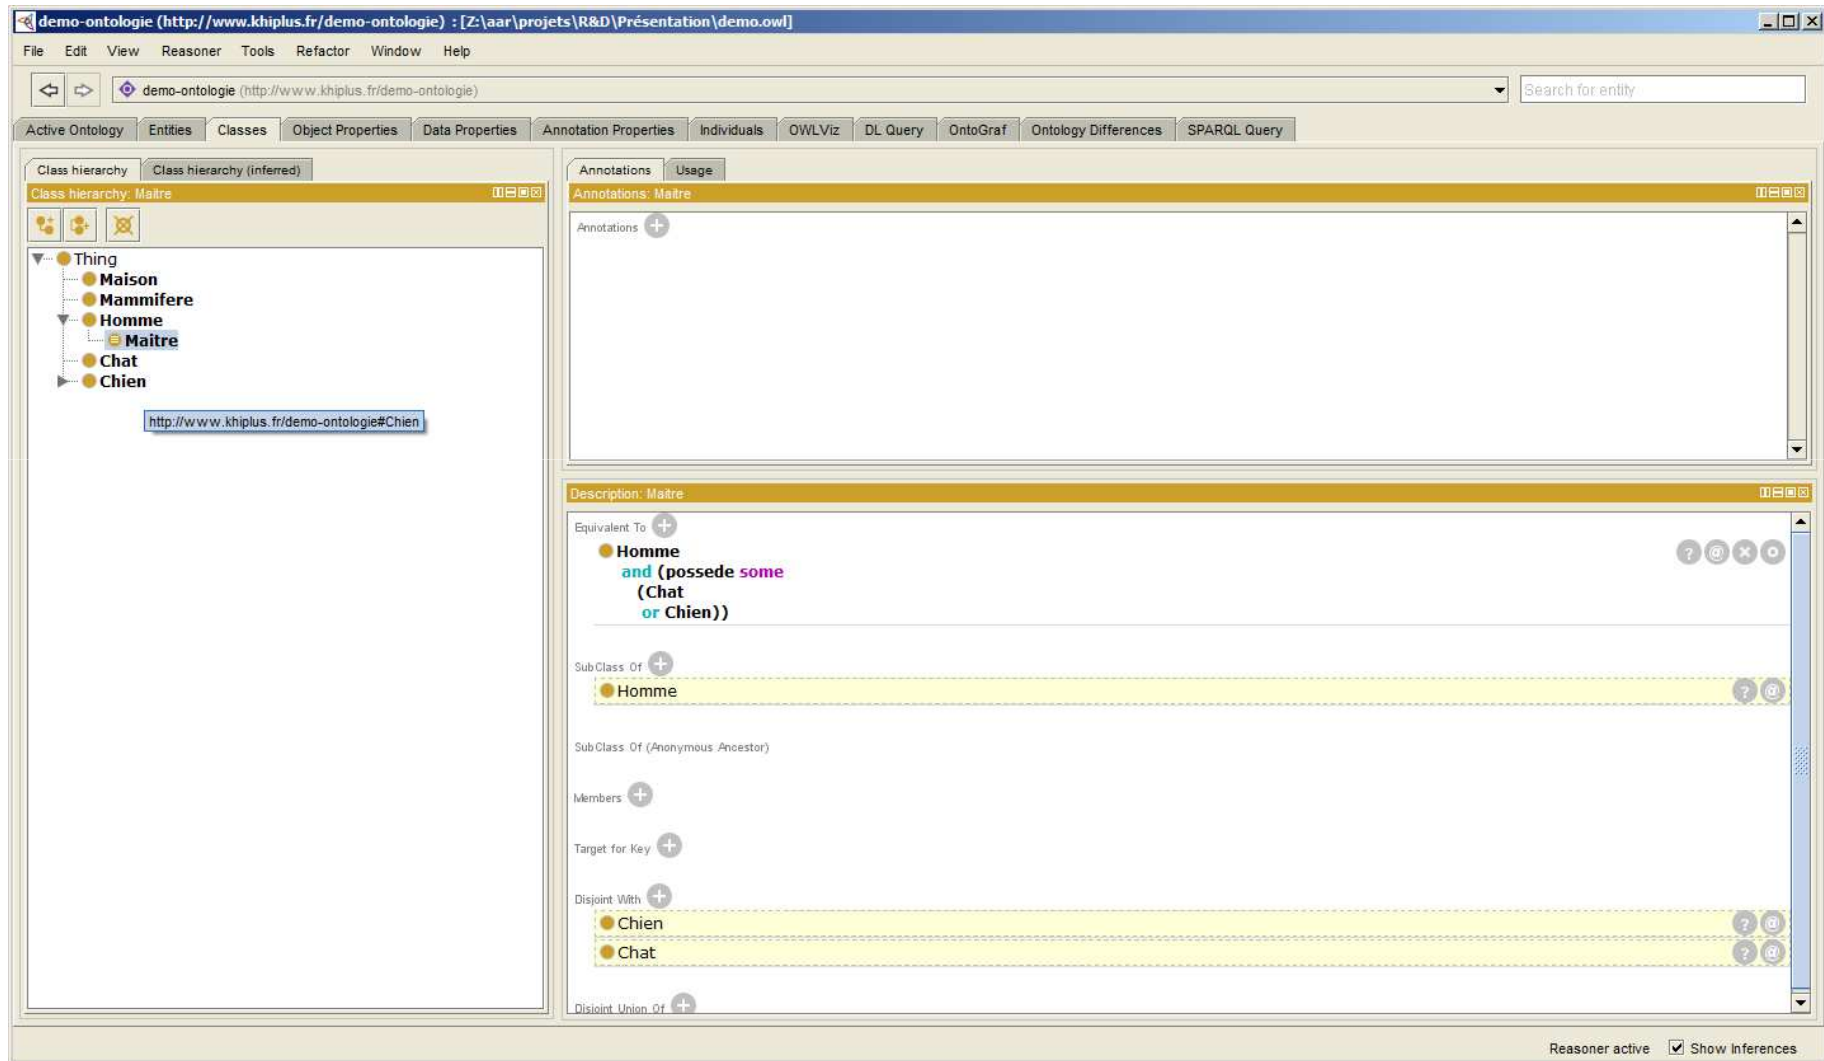 demo-ontologie (http://www.khiplus.fr/demo-ontologie) : [Z:\aar\projets\R&D\Présentation\demo.owl]
File Edit View Reasoner Tools Refactor Window Help
demo-ontologie (http://www.khiplus.fr/demo-ontologie)
Search for entity
Active Ontology Entities Classes Object Properties Data Properties Annotation Properties Individuals OWLViz DL Query OntoGraf Ontology Differences SPARQL Query
Class hierarchy Class hierarchy (inferred)
Class hierarchy: Maitre
Thing
Maison
Mammifere
Homme
Maitre
Chat
Chien
http://www.khiplus.fr/demo-ontologie#Chien
Annotations Usage
Annotations: Maitre
Annotations
Description: Maitre
Equivalent To
Homme
and (possede some
(Chat
or Chien))
SubClass Of
Homme
SubClass Of (Anonymous Ancestor)
Members
Target for Key
Disjoint With
Chien
Chat
Disjoint Union Of
Reasoner active Show Inferences